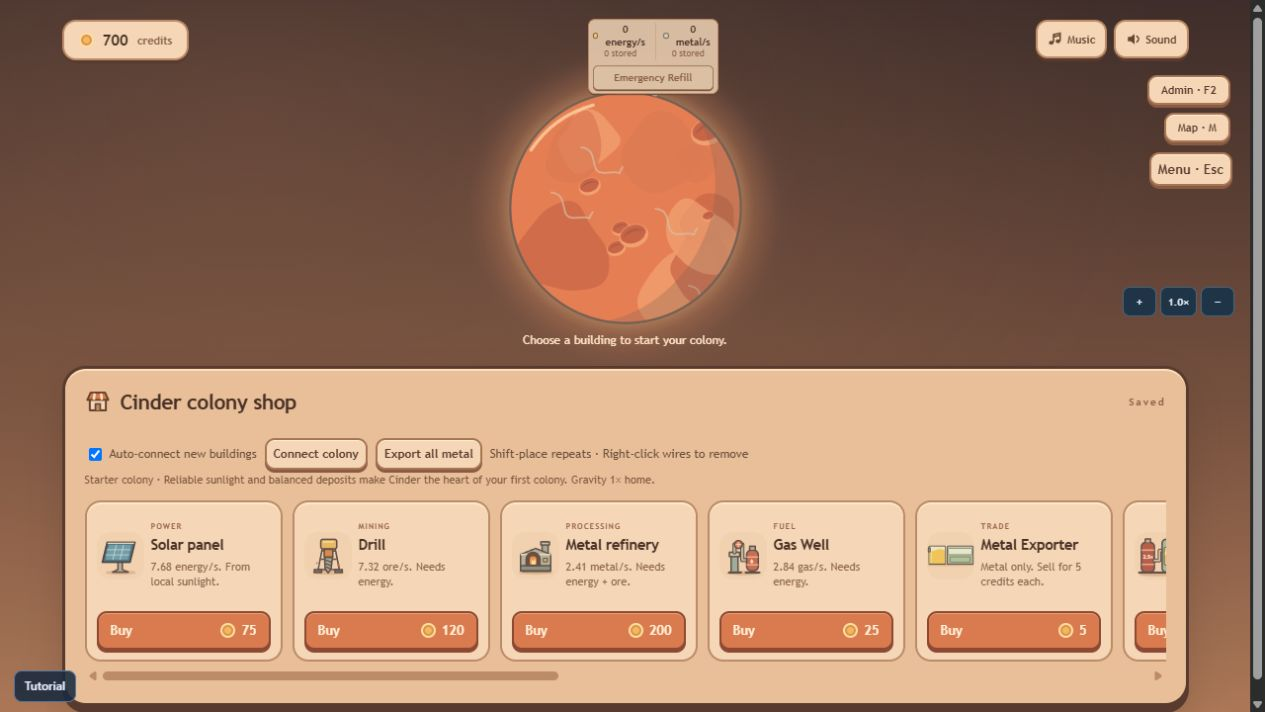 700 credits
0 energy/s
0 metal/s
0 stored
0 stored
Emergency Refill
Music
Sound
Admin · F2
Map · M
Menu · Esc
+
1.0×
−
Choose a building to start your colony.
Cinder colony shop
Saved
Auto-connect new buildings
Connect colony
Export all metal
Shift-place repeats · Right-click wires to remove
Starter colony · Reliable sunlight and balanced deposits make Cinder the heart of your first colony. Gravity 1× home.
POWER
Solar panel
7.68 energy/s. From
local sunlight.
Buy 75
MINING
Drill
7.32 ore/s. Needs
energy.
Buy 120
PROCESSING
Metal refinery
2.41 metal/s. Needs
energy + ore.
Buy 200
FUEL
Gas Well
2.84 gas/s. Needs
energy.
Buy 25
TRADE
Metal Exporter
Metal only. Sell for 5
credits each.
Buy 5
Tutorial